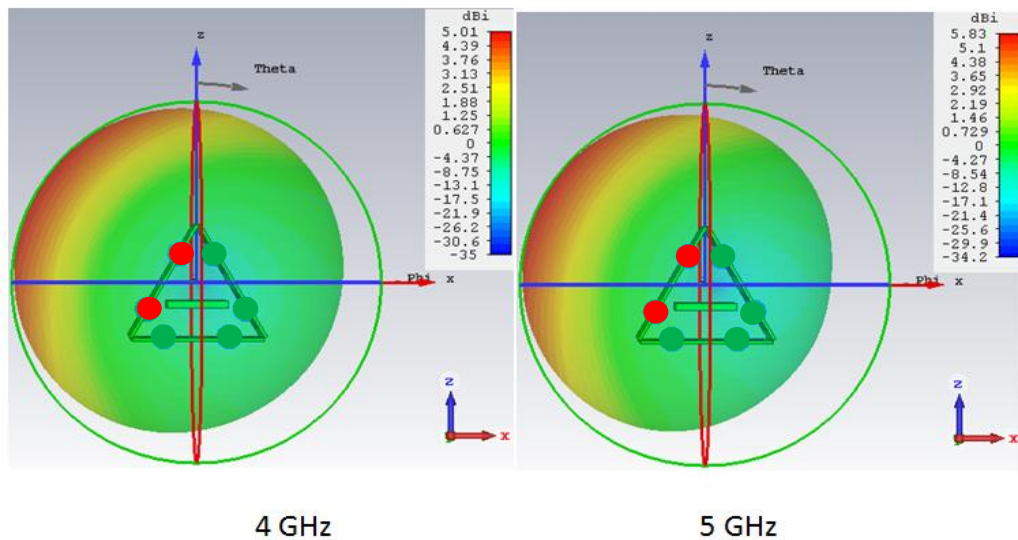 dBi
5.01
4.39
3.76
3.13
2.51
1.88
1.25
0.627
0
-4.37
-8.75
-13.1
-17.5
-21.9
-26.2
-30.6
-35
z
Theta
Phi x
z
x
4 GHz
dBi
5.83
5.1
4.38
3.65
2.92
2.19
1.46
0.729
0
-4.27
-8.54
-12.8
-17.1
-21.4
-25.6
-29.9
-34.2
z
Theta
Phi x
z
x
5 GHz